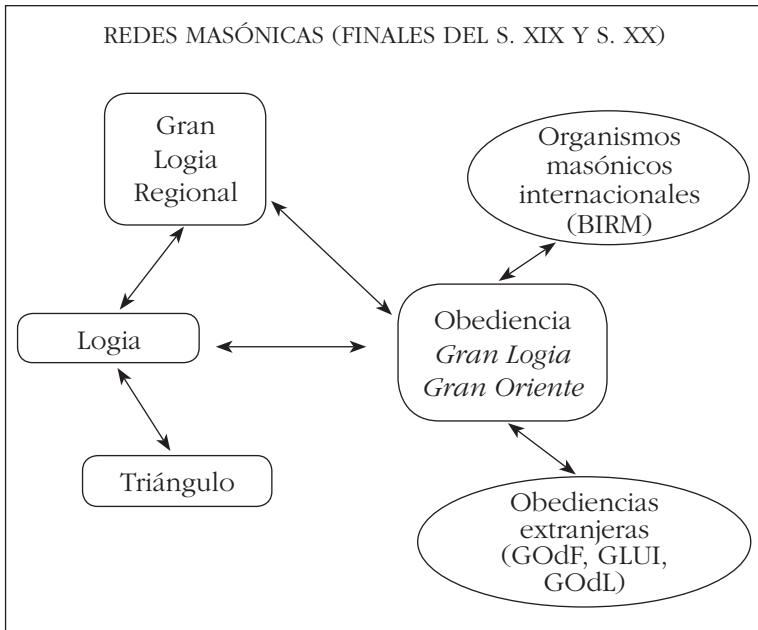 REDES MASÓNICAS (FINALES DEL S. XIX Y S. XX)
Gran
Logia
Regional
Organismos
masónicos
internacionales
(BIRM)
Logia
Obediencia
Gran Logia
Gran Oriente
Triángulo
Obediencias
extranjeras
(GOdF, GLUI,
GOdL)